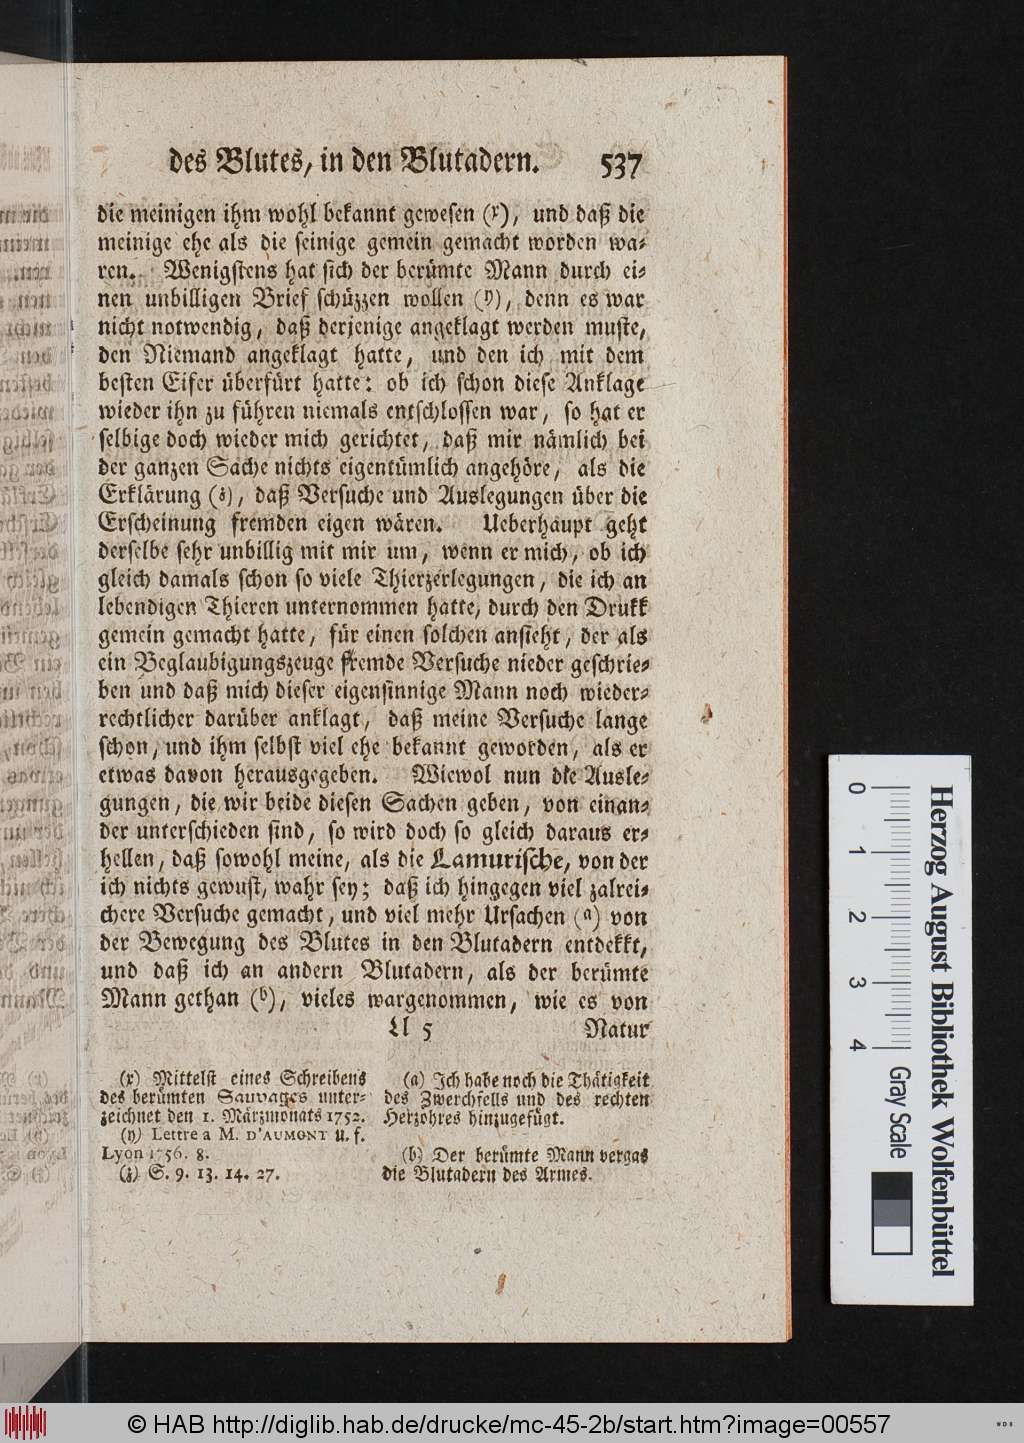 des Blutes, in den Blutadern. 537
die meinigen ihm wohl bekannt gewesen (x), und daß die
meinige ehe als die seinige gemein gemacht worden wa-
ren. Wenigstens hat sich der berümte Mann durch ei-
nen unbilligen Brief schüzzen wollen (y), denn es war
nicht notwendig, daß derjenige angeklagt werden muste,
den Niemand angeklagt hatte, und den ich mit dem
besten Eifer überfürt hatte: ob ich schon diese Anklage
wieder ihn zu führen niemals entschlossen war, so hat er
selbige doch wieder mich gerichtet, daß mir nämlich bei
der ganzen Sache nichts eigentümlich angehöre, als die
Erklärung (z), daß Versuche und Auslegungen über die
Erscheinung fremden eigen wären. Ueberhaupt geht
derselbe sehr unbillig mit mir um, wenn er mich, ob ich
gleich damals schon so viele Thierzerlegungen, die ich an
lebendigen Thieren unternommen hatte, durch den Drukk
gemein gemacht hatte, für einen solchen ansieht, der als
ein Beglaubigungszeuge fremde Versuche nieder geschrie-
ben und daß mich dieser eigensinnige Mann noch wieder-
rechtlicher darüber anklagt, daß meine Versuche lange
schon, und ihm selbst viel ehe bekannt geworden, als er
etwas davon herausgegeben. Wiewol nun die Ausle-
gungen, die wir beide diesen Sachen geben, von einan-
der unterschieden sind, so wird doch so gleich daraus er-
hellen, daß sowohl meine, als die Lamurische, von der
ich nichts gewust, wahr sey; daß ich hingegen viel zalrei-
chere Versuche gemacht, und viel mehr Ursachen (a) von
der Bewegung des Blutes in den Blutadern entdekkt,
und daß ich an andern Blutadern, als der berümte
Mann gethan (b), vieles wargenommen, wie es von
Ll 5 Natur
(x) Mittelst eines Schreibens
des berümten Sauvages unter-
zeichnet den 1. Märzmonats 1752.
(y) Lettre a M. D'AUMONT u. f.
Lyon 1756. 8.
(z) S. 9. 13. 14. 27.
(a) Ich habe noch die Thätigkeit
des Zwerchfells und des rechten
Herzohres hinzugefügt.
(b) Der berümte Mann vergas
die Blutadern des Armes.
0 1 2 3 4 Gray Scale
Herzog August Bibliothek Wolfenbüttel
© HAB http://diglib.hab.de/drucke/mc-45-2b/start.htm?image=00557